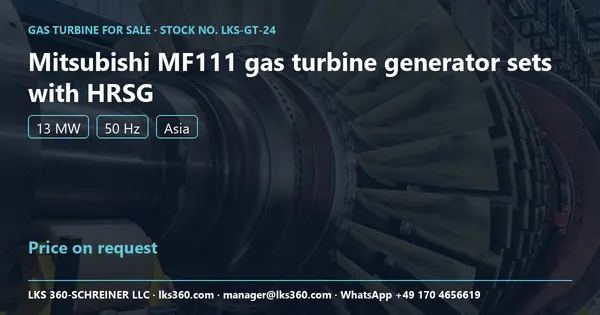 GAS TURBINE FOR SALE · STOCK NO. LKS-GT-24
Mitsubishi MF111 gas turbine generator sets
with HRSG
13 MW 50 Hz Asia
Price on request
LKS 360-SCHREINER LLC · lks360.com · manager@lks360.com · WhatsApp +49 170 4656619